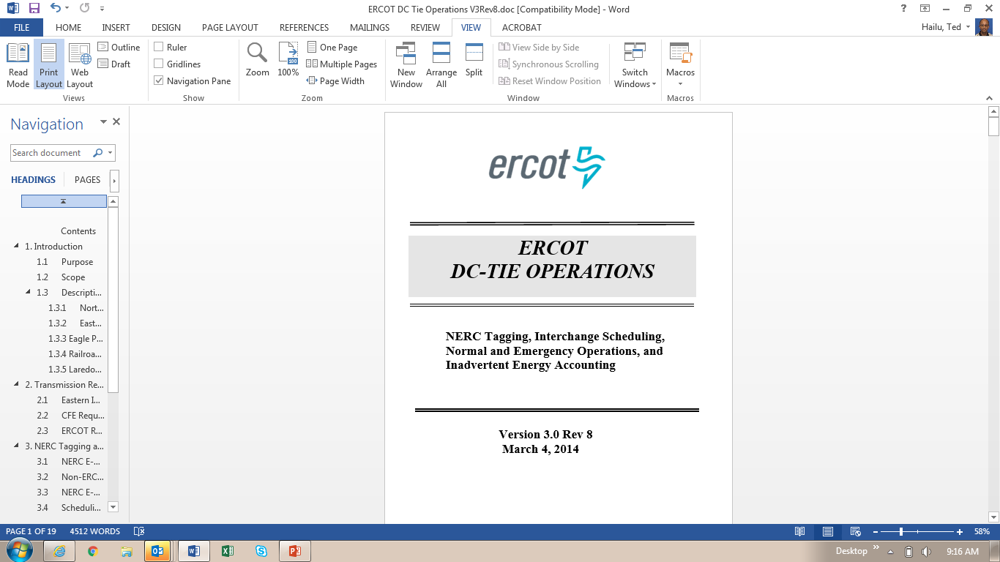 ERCOT DC Tie Operations V3Rev8.doc [Compatibility Mode] - Word
FILE HOME INSERT DESIGN PAGE LAYOUT REFERENCES MAILINGS REVIEW VIEW ACROBAT Hailu, Ted
Read Mode
Print Layout
Web Layout
Outline
Draft
Views
Ruler
Gridlines
Navigation Pane
Show
Zoom
100
100%
One Page
Multiple Pages
Page Width
Zoom
New Window
Arrange All
Split
View Side by Side
Synchronous Scrolling
Reset Window Position
Window
Switch Windows
Macros
Macros
Navigation
Search document
HEADINGS PAGES
Contents
1. Introduction
1.1 Purpose
1.2 Scope
1.3 Descripti...
1.3.1 Nort...
1.3.2 East...
1.3.3 Eagle P...
1.3.4 Railroa...
1.3.5 Laredo...
2. Transmission Re...
2.1 Eastern I...
2.2 CFE Requ...
2.3 ERCOT R...
3. NERC Tagging a...
3.1 NERC E-...
3.2 Non-ERC...
3.3 NERC E-...
3.4 Scheduli...
ercot
ERCOT
DC-TIE OPERATIONS
NERC Tagging, Interchange Scheduling,
Normal and Emergency Operations, and
Inadvertent Energy Accounting
Version 3.0 Rev 8
March 4, 2014
PAGE 1 OF 19 4512 WORDS 58%
Desktop 9:16 AM